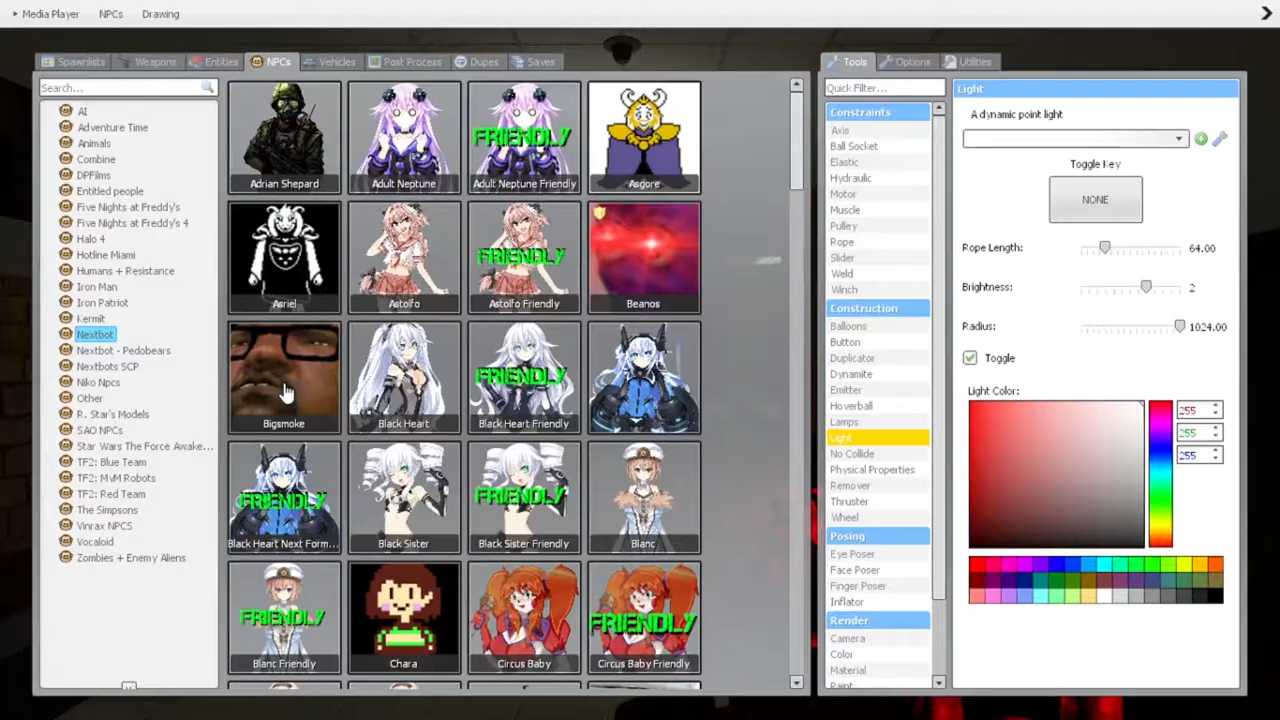 Media Player NPCs Drawing
Spawnlists Weapons Entities NPCs Vehicles Post Process Dupes Saves
Search...
AI
Adventure Time
Animals
Combine
DPFilms
Entitled people
Five Nights at Freddy's
Five Nights at Freddy's 4
Halo 4
Hotline Miami
Humans + Resistance
Iron Man
Iron Patriot
Kermit
Nextbot
Nextbot - Pedobears
Nextbots SCP
Niko Npcs
Other
R. Star's Models
SAO NPCs
Star Wars The Force Awake...
TF2: Blue Team
TF2: MvM Robots
TF2: Red Team
The Simpsons
Vinrax NPCS
Vocaloid
Zombies + Enemy Aliens
FRIENDLY
Adrian Shepard Adult Neptune Adult Neptune Friendly Asgore
FRIENDLY
Asriel Astolfo Astolfo Friendly Beanos
FRIENDLY
Bigsmoke Black Heart Black Heart Friendly
FRIENDLY FRIENDLY
Black Heart Next Form... Black Sister Black Sister Friendly Blanc
FRIENDLY FRIENDLY
Blanc Friendly Chara Circus Baby Circus Baby Friendly
Tools Options Utilities
Quick Filter...
Constraints
Axis
Ball Socket
Elastic
Hydraulic
Motor
Muscle
Pulley
Rope
Slider
Weld
Winch
Construction
Balloons
Button
Duplicator
Dynamite
Emitter
Hoverball
Lamps
Light
No Collide
Physical Properties
Remover
Thruster
Wheel
Posing
Eye Poser
Face Poser
Finger Poser
Inflator
Render
Camera
Color
Material
Paint
Light
A dynamic point light
Toggle Key
NONE
Rope Length: 64.00
Brightness: 2
Radius: 1024.00
Toggle
Light Color:
255
255
255